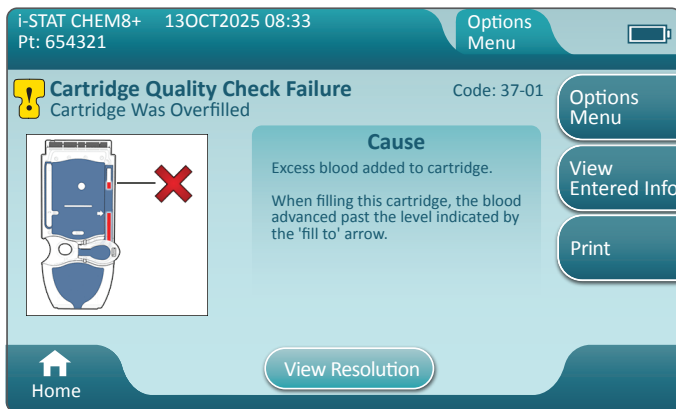 i-STAT CHEM8+ 13OCT2025 08:33
Pt: 654321
Options
Menu
Cartridge Quality Check Failure
Code: 37-01
Cartridge Was Overfilled
Cause
Excess blood added to cartridge.
When filling this cartridge, the blood
advanced past the level indicated by
the 'fill to' arrow.
Options
Menu
View
Entered Info
Print
View Resolution
Home